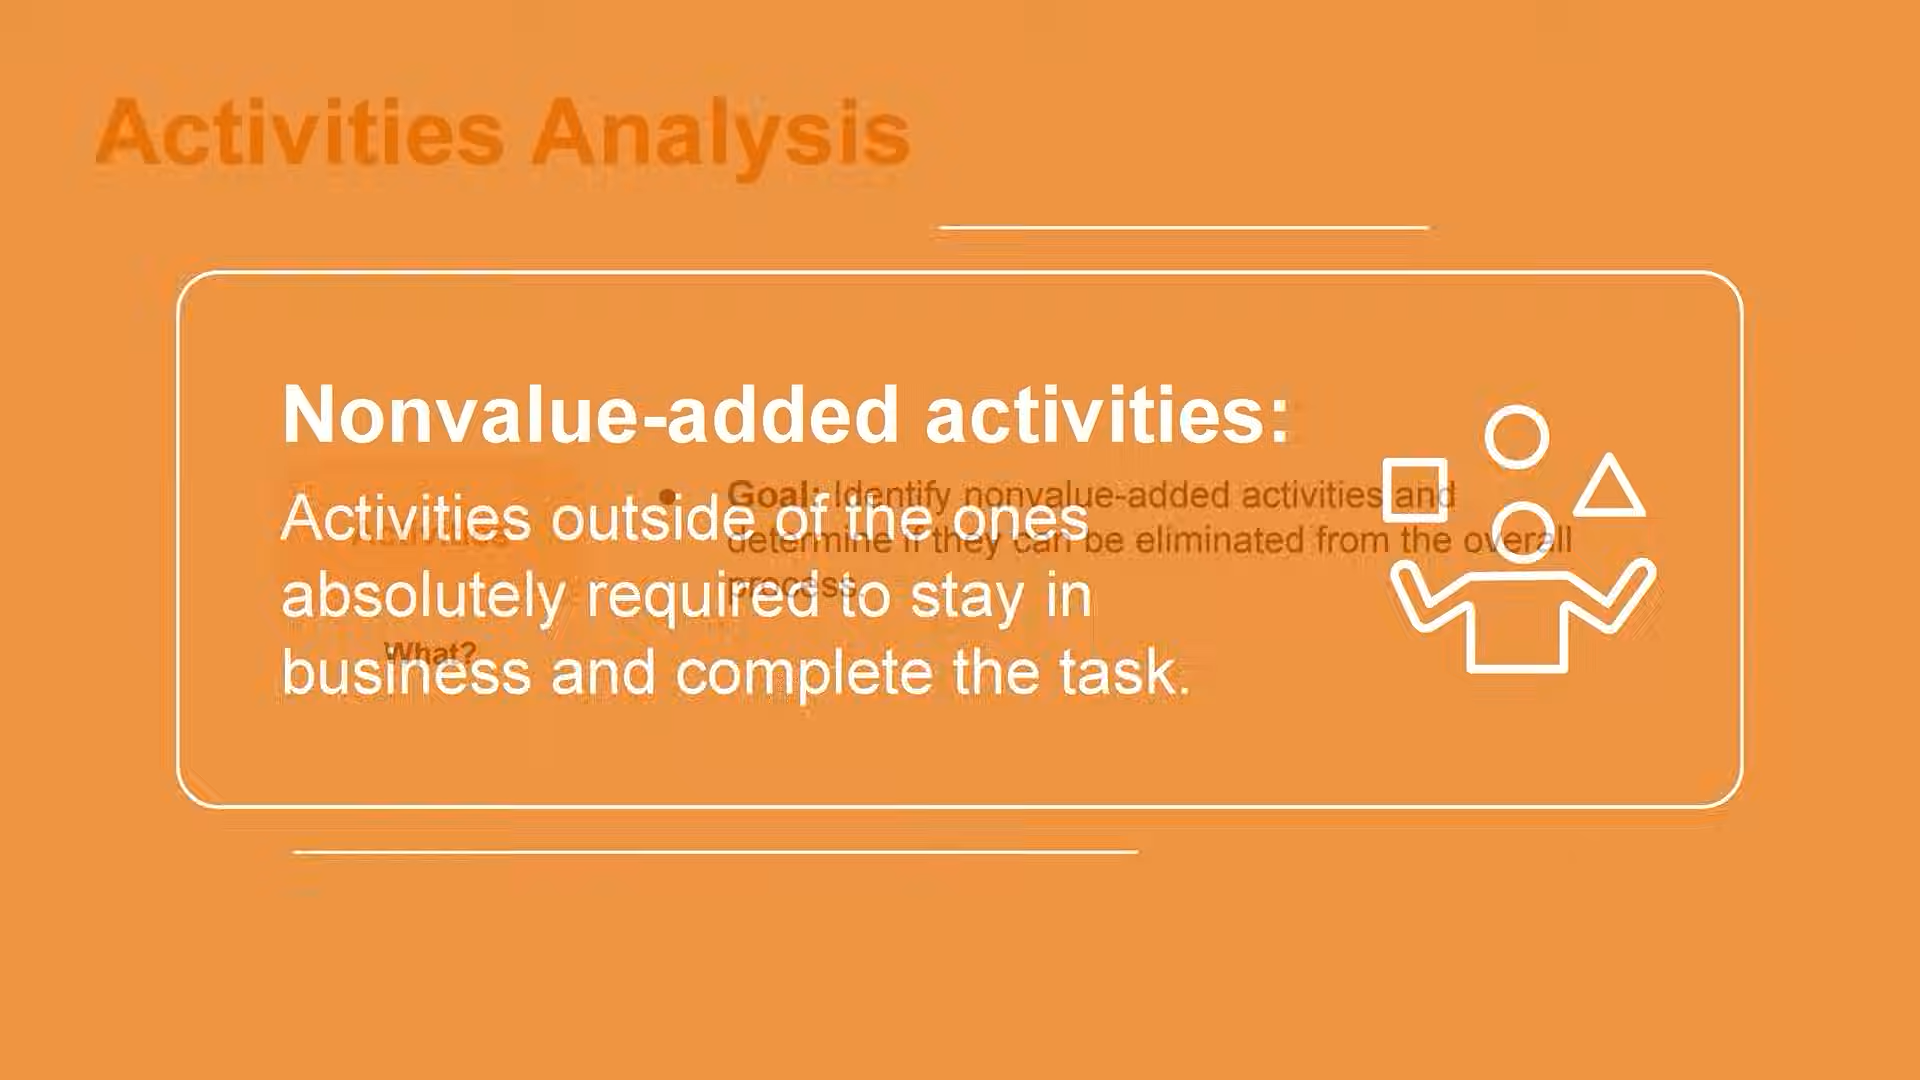 Activities Analysis
Nonvalue-added activities:
Activities outside of the ones
absolutely required to stay in
business and complete the task.
Goal: Identify nonvalue-added activities and
determine if they can be eliminated from the overall
process.
Activities
What?